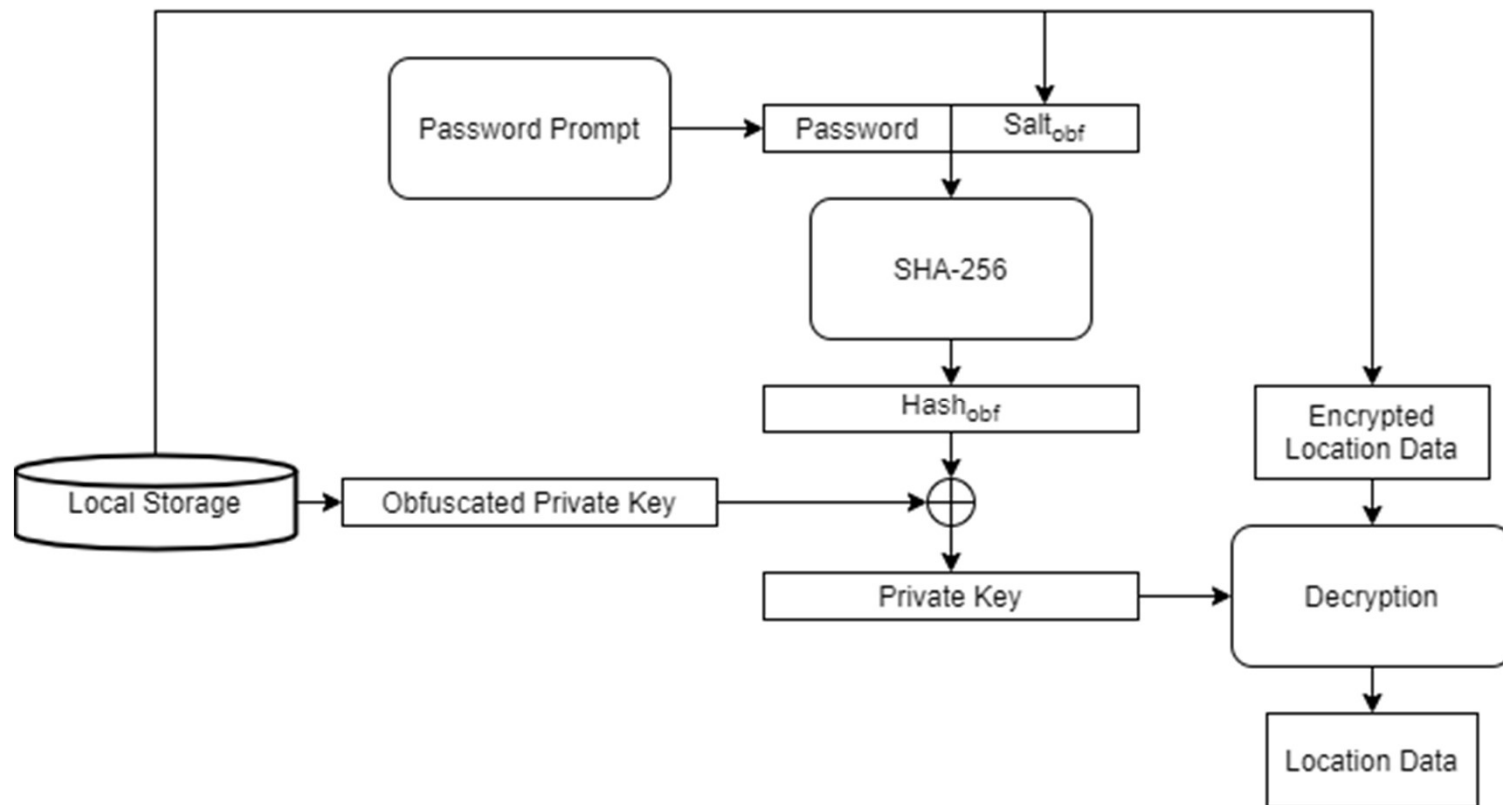 Password Prompt
Password
Salt_obf
SHA-256
Hash_obf
Encrypted
Location Data
Local Storage
Obfuscated Private Key
Private Key
Decryption
Location Data